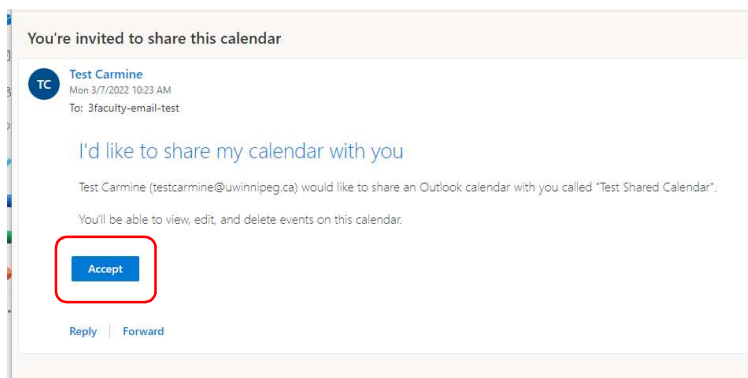 You're invited to share this calendar
TC
Test Carmine
Mon 3/7/2022 10:23 AM
To: 3faculty-email-test
I'd like to share my calendar with you
Test Carmine (testcarmine@uwinnipeg.ca) would like to share an Outlook calendar with you called "Test Shared Calendar".
You'll be able to view, edit, and delete events on this calendar.
Accept
Reply | Forward